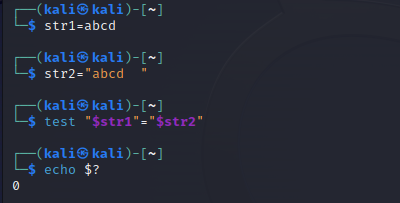 ┌──(kali㉿kali)-[~]
└─$ str1=abcd
┌──(kali㉿kali)-[~]
└─$ str2="abcd  "
┌──(kali㉿kali)-[~]
└─$ test "$str1"="$str2"
┌──(kali㉿kali)-[~]
└─$ echo $?
0